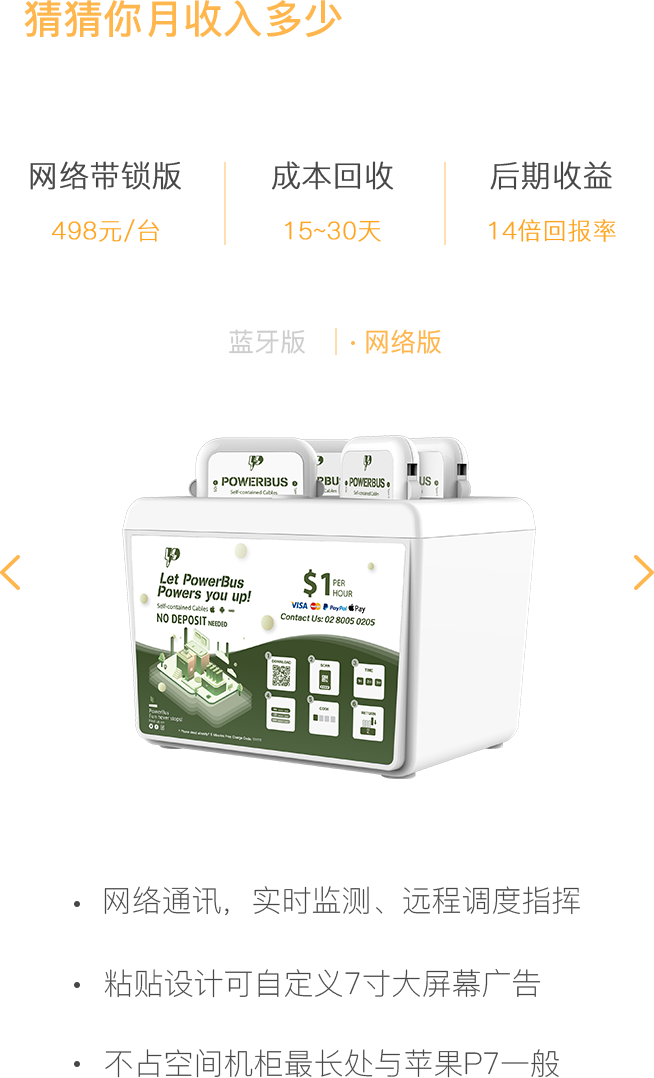 猜猜你月收入多少
网络带锁版
498元/台
成本回收
15~30天
后期收益
14倍回报率
蓝牙版
· 网络版
POWERBUS
Self-contained Cables
POWERBUS
Let PowerBus
Powers you up!
Self-contained Cables
NO DEPOSIT NEEDED
$1 PER HOUR
VISA PayPal Pay
Contact Us: 02 8005 0205
DOWNLOAD
SCAN
TIME
CODE
RETURN
PowerBus
Fun never stops!
• 网络通讯，实时监测、远程调度指挥
• 粘贴设计可自定义7寸大屏幕广告
• 不占空间机柜最长处与苹果P7一般